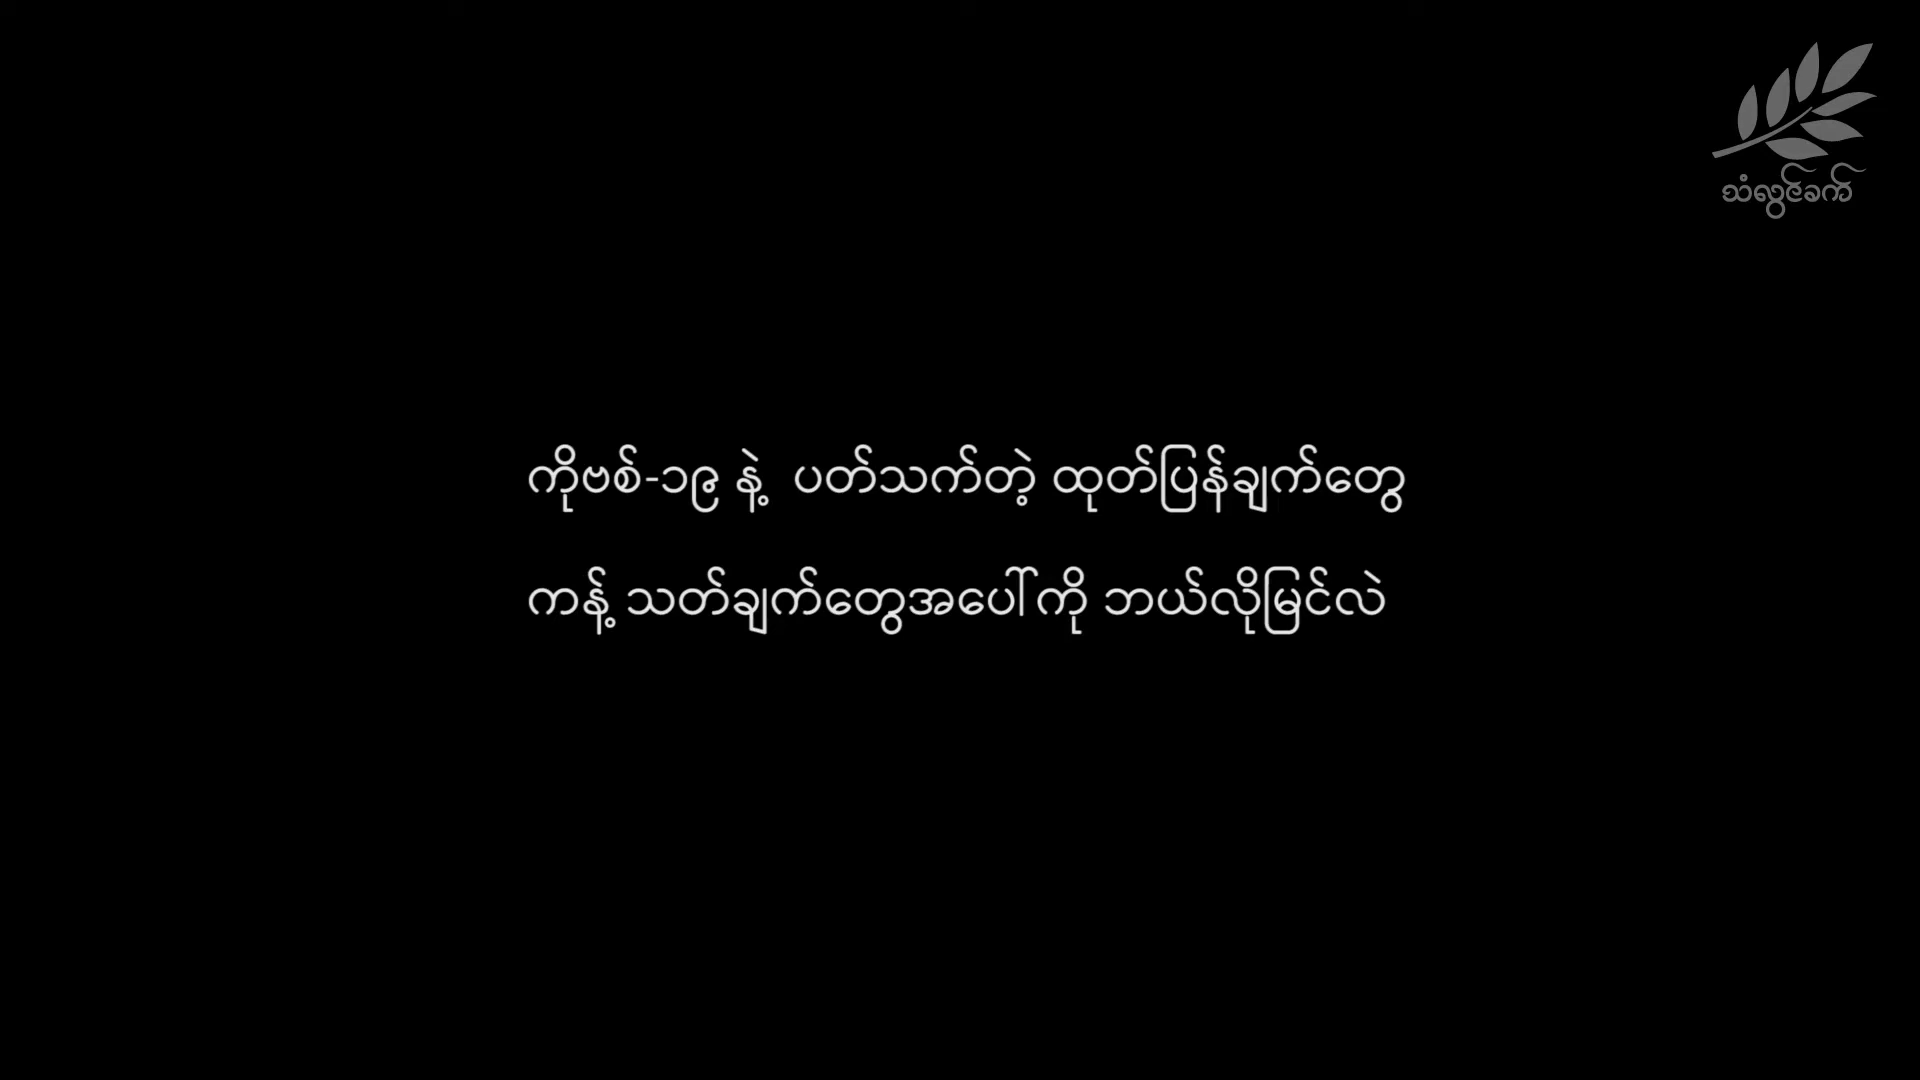 သံလွင်ခက်
ကိုဗစ်-၁၉ နဲ့ ပတ်သက်တဲ့ ထုတ်ပြန်ချက်တွေ
ကန့် သတ်ချက်တွေအပေါ်ကို ဘယ်လိုမြင်လဲ